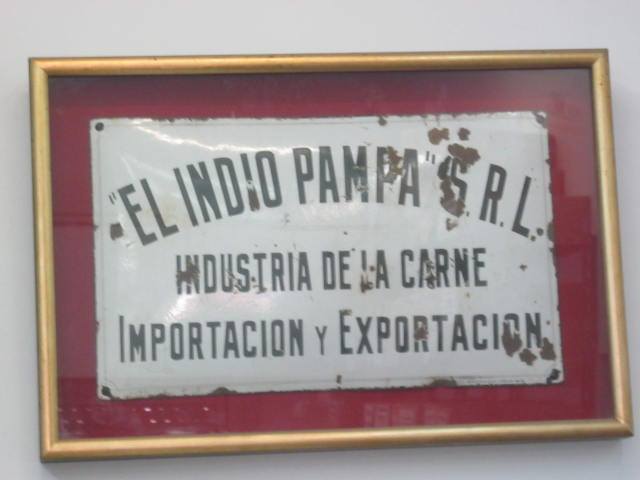 "EL INDIO PAMPA" S.R.L.
INDUSTRIA DE LA CARNE
IMPORTACION Y EXPORTACION